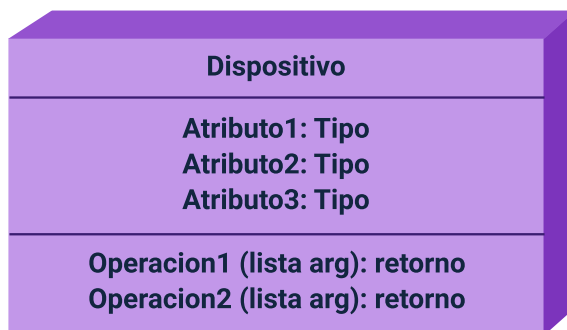 Dispositivo
Atributo1: Tipo
Atributo2: Tipo
Atributo3: Tipo
Operacion1 (lista arg): retorno
Operacion2 (lista arg): retorno